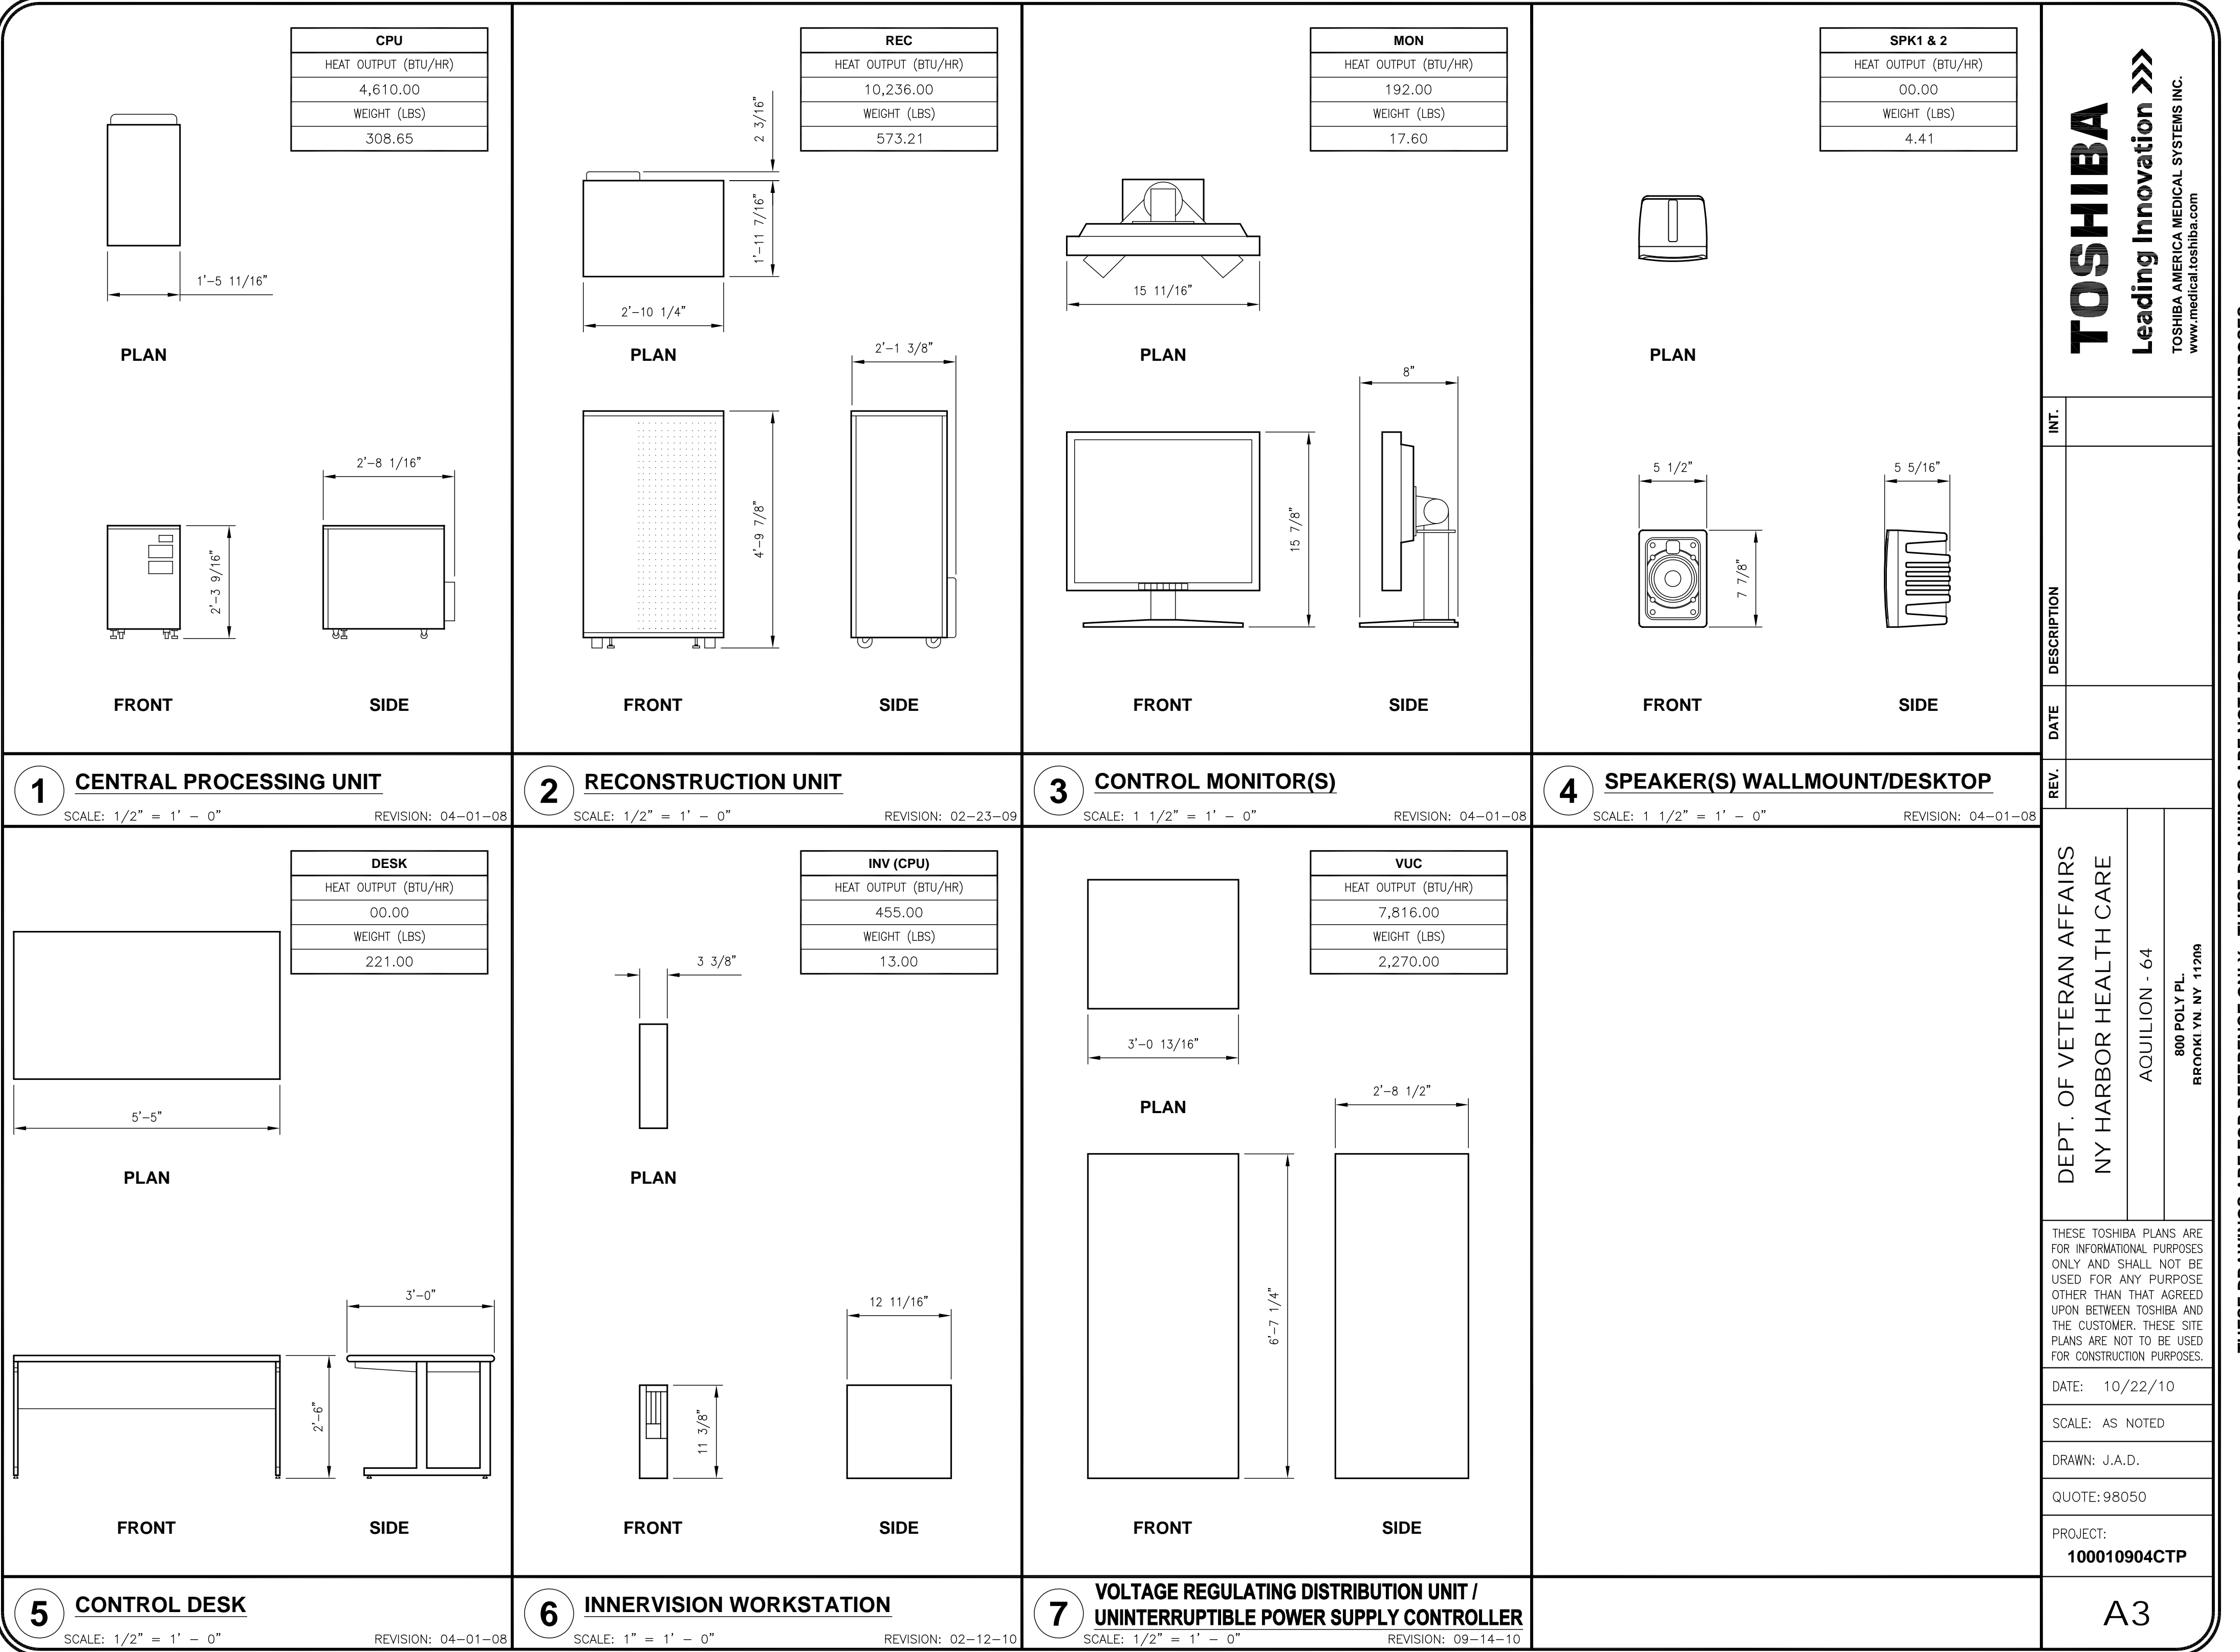 CPU
HEAT OUTPUT (BTU/HR)
4,610.00
WEIGHT (LBS)
308.65
1'-5 11/16"
PLAN
2'-8 1/16"
2'-3 9/16"
FRONT
SIDE
1
CENTRAL PROCESSING UNIT
SCALE: 1/2" = 1' - 0"
REVISION: 04-01-08
REC
HEAT OUTPUT (BTU/HR)
10,236.00
WEIGHT (LBS)
573.21
2 3/16"
1'-11 7/16"
2'-10 1/4"
PLAN
2'-1 3/8"
4'-9 7/8"
FRONT
SIDE
2
RECONSTRUCTION UNIT
SCALE: 1/2" = 1' - 0"
REVISION: 02-23-09
MON
HEAT OUTPUT (BTU/HR)
192.00
WEIGHT (LBS)
17.60
15 11/16"
PLAN
8"
15 7/8"
FRONT
SIDE
3
CONTROL MONITOR(S)
SCALE: 1 1/2" = 1' - 0"
REVISION: 04-01-08
SPK1 & 2
HEAT OUTPUT (BTU/HR)
00.00
WEIGHT (LBS)
4.41
PLAN
5 1/2"
5 5/16"
7 7/8"
FRONT
SIDE
4
SPEAKER(S) WALLMOUNT/DESKTOP
SCALE: 1 1/2" = 1' - 0"
REVISION: 04-01-08
DESK
HEAT OUTPUT (BTU/HR)
00.00
WEIGHT (LBS)
221.00
5'-5"
PLAN
3'-0"
2'-6"
FRONT
SIDE
5
CONTROL DESK
SCALE: 1/2" = 1' - 0"
REVISION: 04-01-08
INV (CPU)
HEAT OUTPUT (BTU/HR)
455.00
WEIGHT (LBS)
13.00
3 3/8"
PLAN
12 11/16"
11 3/8"
FRONT
SIDE
6
INNERVISION WORKSTATION
SCALE: 1" = 1' - 0"
REVISION: 02-12-10
VUC
HEAT OUTPUT (BTU/HR)
7,816.00
WEIGHT (LBS)
2,270.00
3'-0 13/16"
PLAN
2'-8 1/2"
6'-7 1/4"
FRONT
SIDE
7
VOLTAGE REGULATING DISTRIBUTION UNIT /
UNINTERRUPTIBLE POWER SUPPLY CONTROLLER
SCALE: 1/2" = 1' - 0"
REVISION: 09-14-10
TOSHIBA
Leading Innovation >>>
TOSHIBA AMERICA MEDICAL SYSTEMS INC.
www.medical.toshiba.com
INT.
DESCRIPTION
DATE
REV.
DEPT. OF VETERAN AFFAIRS
NY HARBOR HEALTH CARE
AQUILION - 64
800 POLY PL.
BROOKLYN, NY 11209
THESE TOSHIBA PLANS ARE
FOR INFORMATIONAL PURPOSES
ONLY AND SHALL NOT BE
USED FOR ANY PURPOSE
OTHER THAN THAT AGREED
UPON BETWEEN TOSHIBA AND
THE CUSTOMER. THESE SITE
PLANS ARE NOT TO BE USED
FOR CONSTRUCTION PURPOSES.
DATE: 10/22/10
SCALE: AS NOTED
DRAWN: J.A.D.
QUOTE: 98050
PROJECT:
100010904CTP
A3